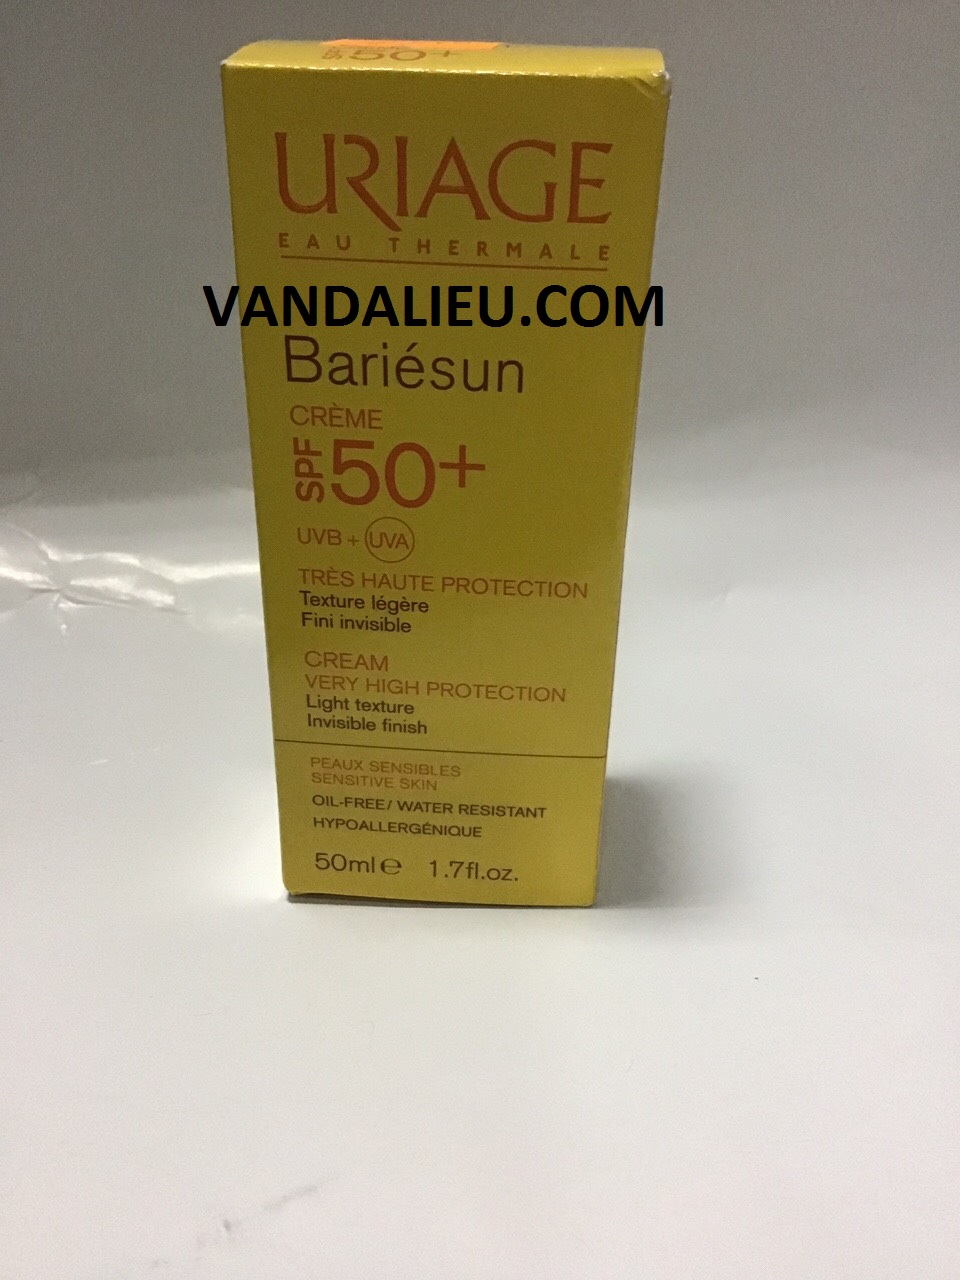 SPF 50+
URIAGE
EAU THERMALE
VANDALIEU.COM
Bariésun
CRÈME
SPF 50+
UVB + UVA
TRÈS HAUTE PROTECTION
Texture légère
Fini invisible
CREAM
VERY HIGH PROTECTION
Light texture
Invisible finish
PEAUX SENSIBLES
SENSITIVE SKIN
OIL-FREE/ WATER RESISTANT
HYPOALLERGÉNIQUE
50ml ℮ 1.7fl.oz.